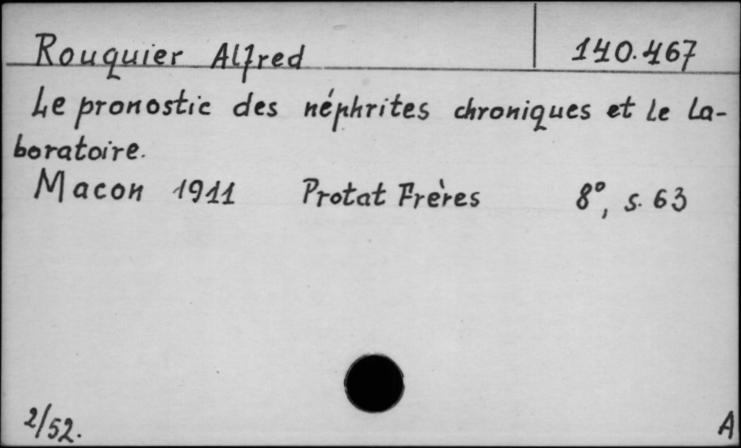 Rouquier Alfred 140.467
Le pronostic des néphrites chroniques et le la-
boratoire.
Macon 1911 Protat Frères 8°, s. 63
2/52. A